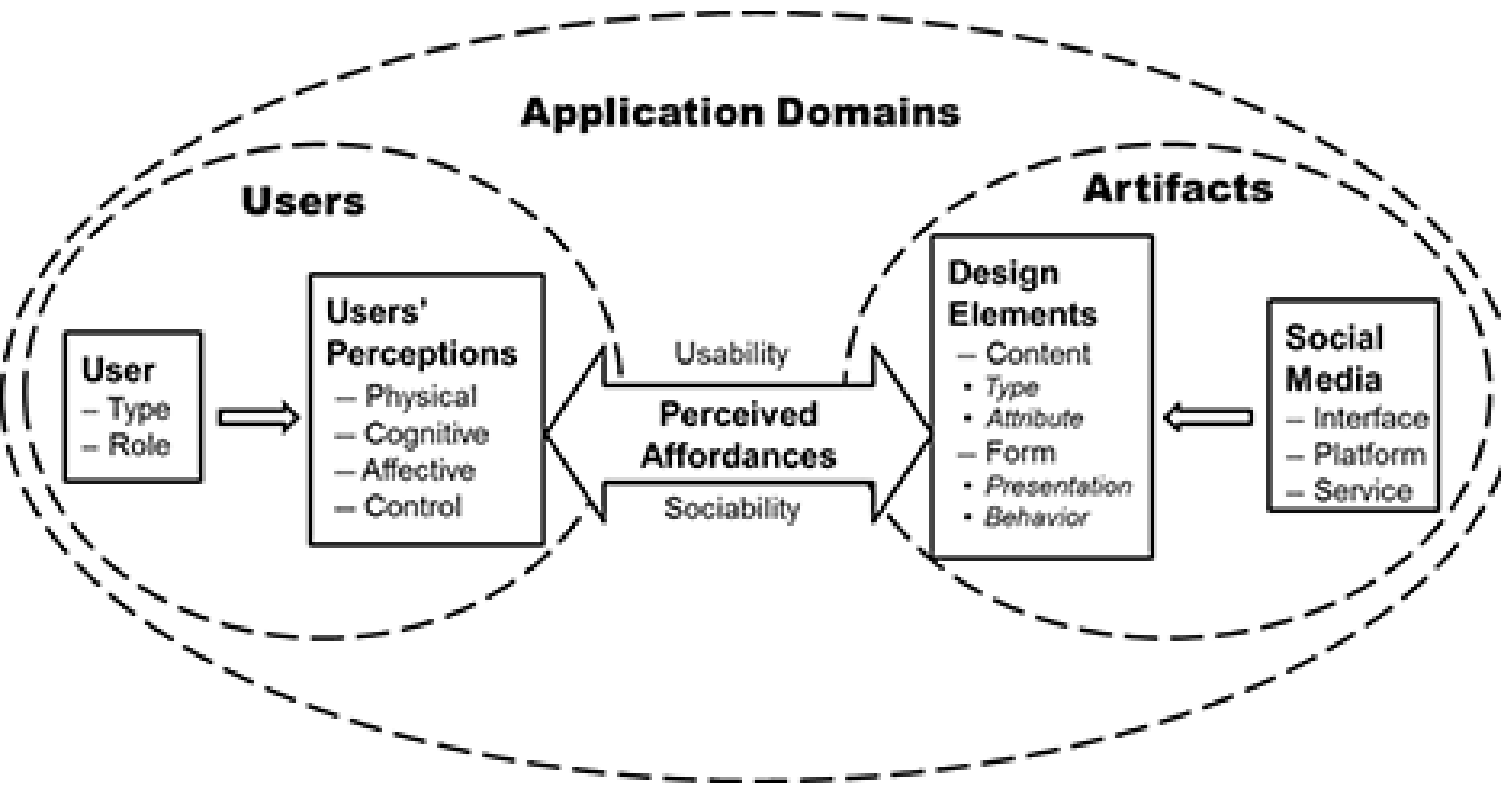 Application Domains
Users
User
– Type
– Role
Users'
Perceptions
– Physical
– Cognitive
– Affective
– Control
Usability
Perceived
Affordances
Sociability
Artifacts
Design
Elements
– Content
• Type
• Attribute
– Form
• Presentation
• Behavior
Social
Media
– Interface
– Platform
– Service